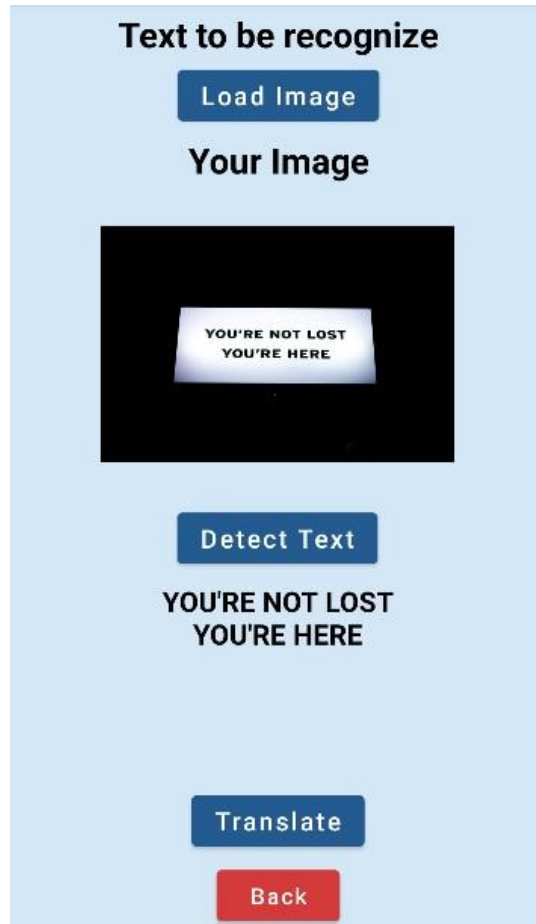 Text to be recognize
Load Image
Your Image
YOU'RE NOT LOST
YOU'RE HERE
Detect Text
YOU'RE NOT LOST
YOU'RE HERE
Translate
Back